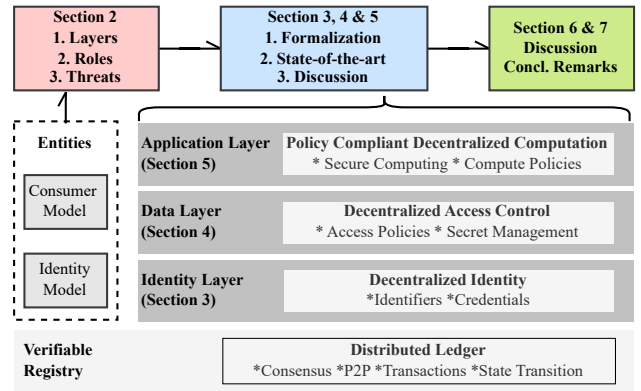 Section 2
1. Layers
2. Roles
3. Threats
Section 3, 4 & 5
1. Formalization
2. State-of-the-art
3. Discussion
Section 6 & 7
Discussion
Concl. Remarks
Entities
Consumer
Model
Identity
Model
Application Layer
(Section 5)
Policy Compliant Decentralized Computation
* Secure Computing * Compute Policies
Data Layer
(Section 4)
Decentralized Access Control
* Access Policies * Secret Management
Identity Layer
(Section 3)
Decentralized Identity
*Identifiers *Credentials
Verifiable
Registry
Distributed Ledger
*Consensus *P2P *Transactions *State Transition